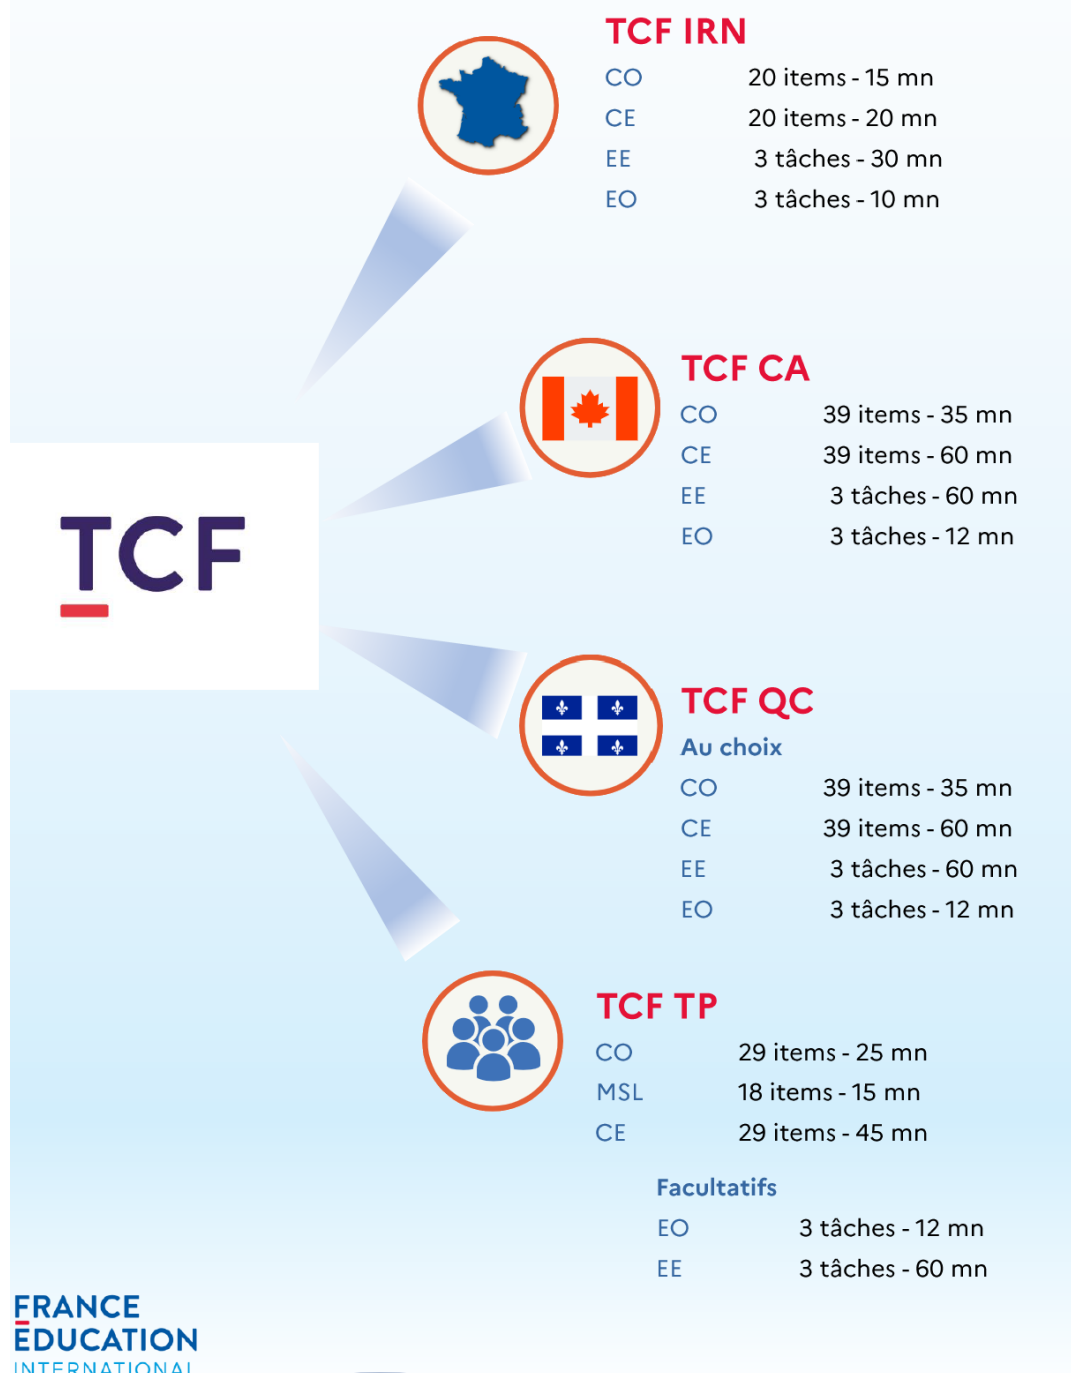 TCF IRN
CO 20 items - 15 mn
CE 20 items - 20 mn
EE 3 tâches - 30 mn
EO 3 tâches - 10 mn
TCF CA
CO 39 items - 35 mn
CE 39 items - 60 mn
EE 3 tâches - 60 mn
EO 3 tâches - 12 mn
TCF
TCF QC
Au choix
CO 39 items - 35 mn
CE 39 items - 60 mn
EE 3 tâches - 60 mn
EO 3 tâches - 12 mn
TCF TP
CO 29 items - 25 mn
MSL 18 items - 15 mn
CE 29 items - 45 mn
Facultatifs
EO 3 tâches - 12 mn
EE 3 tâches - 60 mn
FRANCE
EDUCATION
INTERNATIONAL